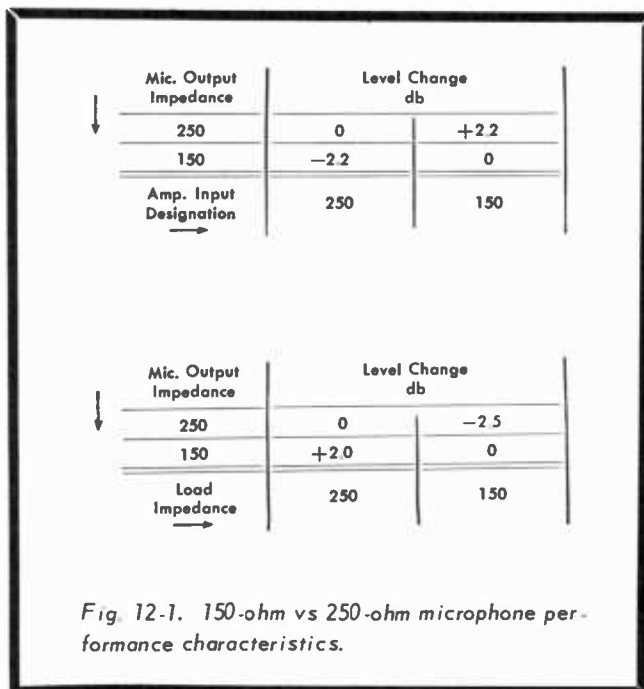 Mic. Output Level Change
Impedance db
250 0 +2.2
150 −2.2 0
Amp. Input 250 150
Designation
Mic. Output Level Change
Impedance db
250 0 −2.5
150 +2.0 0
Load 250 150
Impedance
Fig. 12-1. 150-ohm vs 250-ohm microphone per-
formance characteristics.